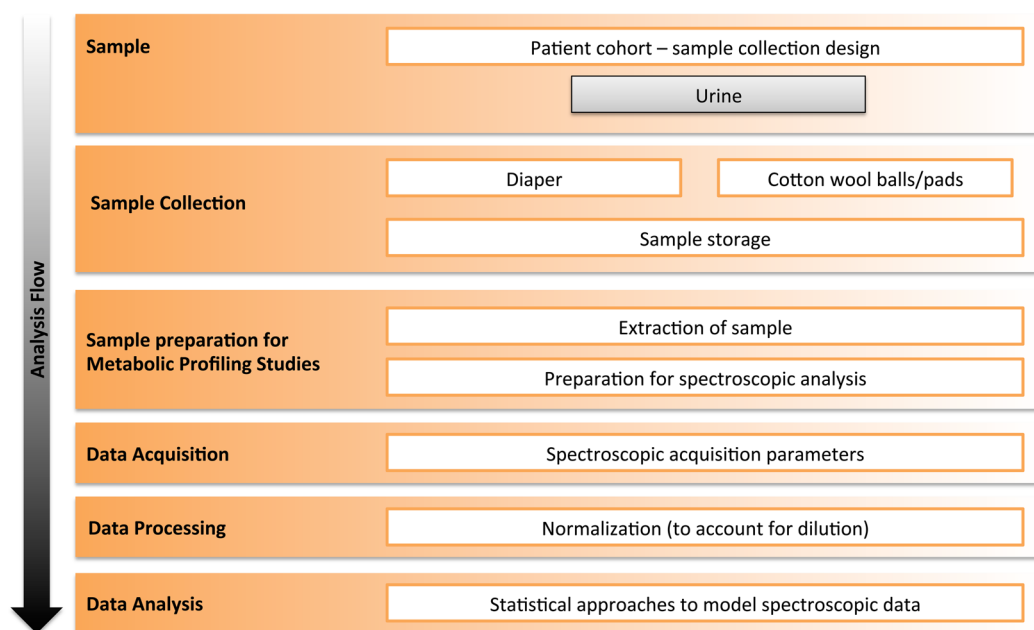 Analysis Flow
Sample
Patient cohort – sample collection design
Urine
Sample Collection
Diaper
Cotton wool balls/pads
Sample storage
Sample preparation for
Metabolic Profiling Studies
Extraction of sample
Preparation for spectroscopic analysis
Data Acquisition
Spectroscopic acquisition parameters
Data Processing
Normalization (to account for dilution)
Data Analysis
Statistical approaches to model spectroscopic data